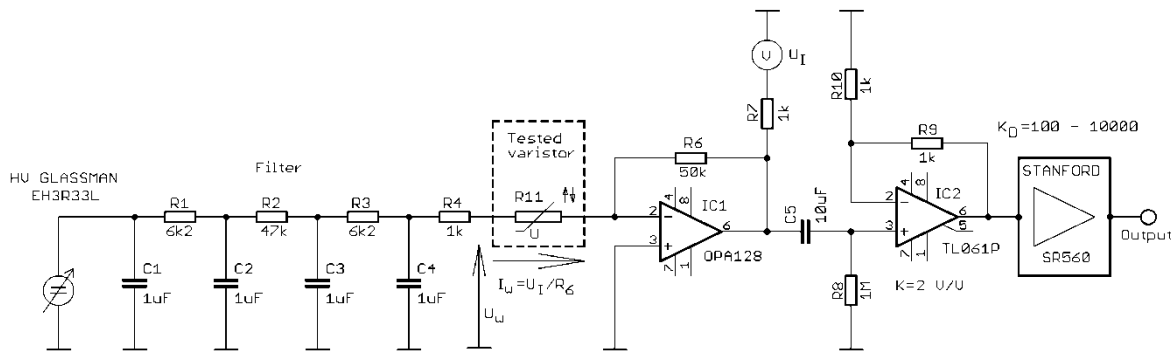 HV GLASSMAN
EH3R33L
Filter
R1
6k2
R2
47k
R3
6k2
R4
1k
C1
1uF
C2
1uF
C3
1uF
C4
1uF
Tested
varistor
R11
U
I_w=U_I/R_6
U_w
R6
50k
V
U_I
R7
1k
4
8
IC1
2
-
3
+
6
7
1
OPA128
C5
10uF
R8
1M
R10
1k
R9
1k
4
8
IC2
2
-
3
+
6
5
7
1
TL061P
K=2 V/V
K_D=100 - 10000
STANFORD
SR560
Output